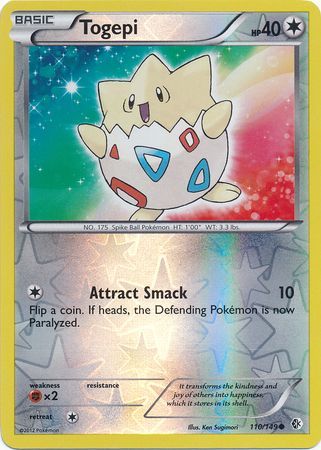 BASIC
Togepi
HP40
NO. 175 Spike Ball Pokémon HT: 1'00" WT: 3.3 lbs.
Attract Smack 10
Flip a coin. If heads, the Defending Pokémon is now
Paralyzed.
weakness resistance
×2
retreat
It transforms the kindness and
joy of others into happiness,
which it stores in its shell.
©2012 Pokémon
Illus. Ken Sugimori 110/149